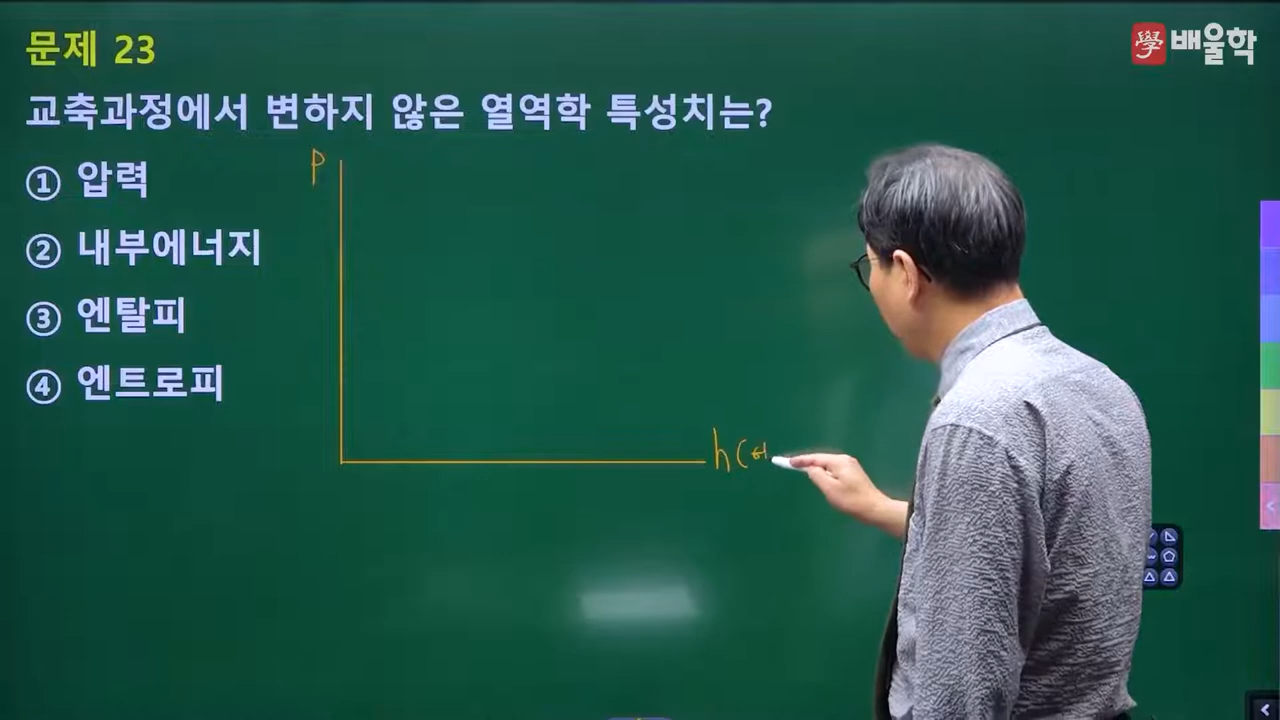 문제 23
學 배울학
교축과정에서 변하지 않은 열역학 특성치는?
① 압력
② 내부에너지
③ 엔탈피
④ 엔트로피
P
h(